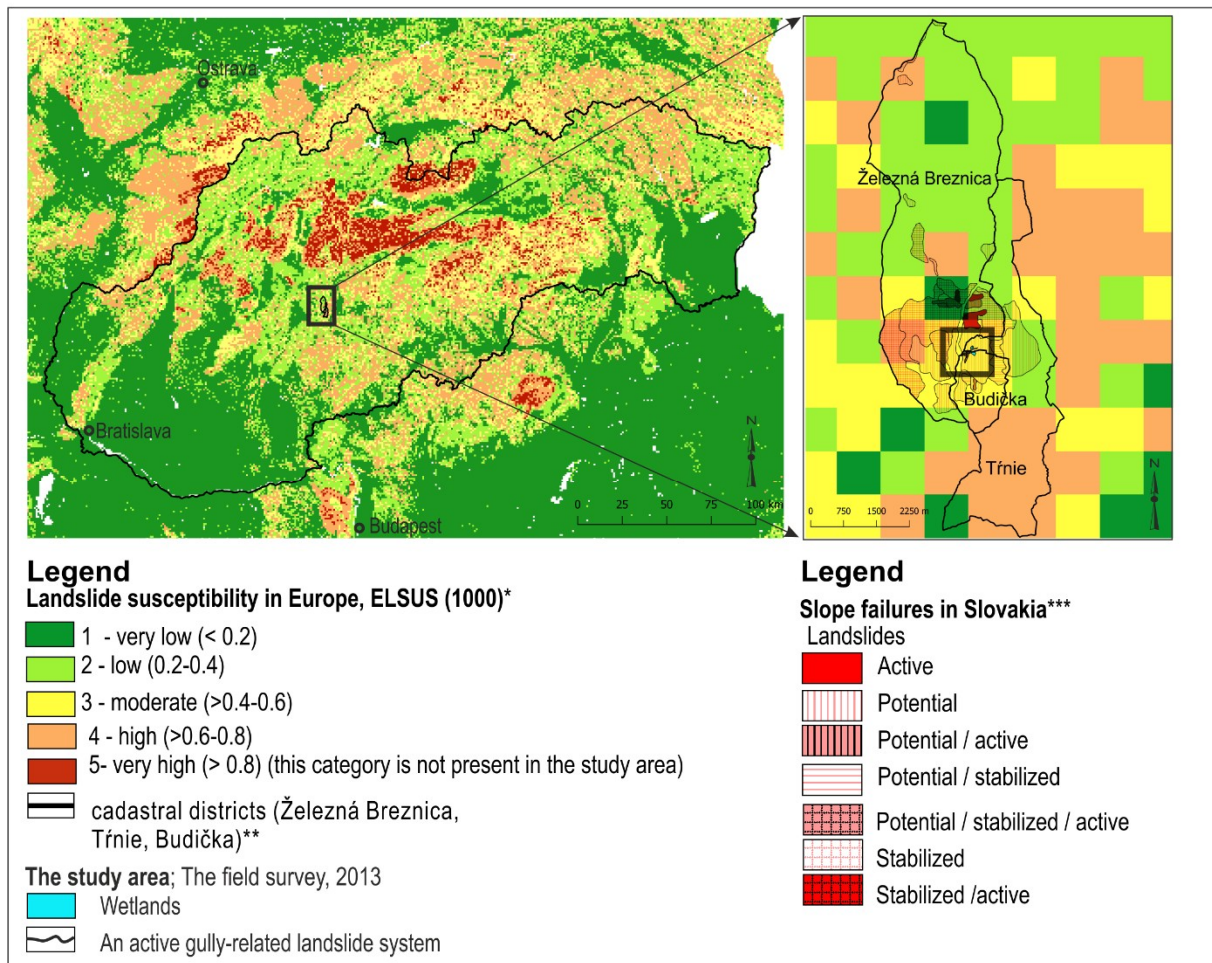 Ostrava
Bratislava
Budapest
N
0 25 50 75 100 km
Železná Breznica
Budička
Tŕnie
N
0 750 1500 2250 m
Legend
Landslide susceptibility in Europe, ELSUS (1000)*
1 - very low (< 0.2)
2 - low (0.2-0.4)
3 - moderate (>0.4-0.6)
4 - high (>0.6-0.8)
5- very high (> 0.8) (this category is not present in the study area)
cadastral districts (Železná Breznica,
Tŕnie, Budička)**
The study area; The field survey, 2013
Wetlands
An active gully-related landslide system
Legend
Slope failures in Slovakia***
Landslides
Active
Potential
Potential / active
Potential / stabilized
Potential / stabilized / active
Stabilized
Stabilized /active